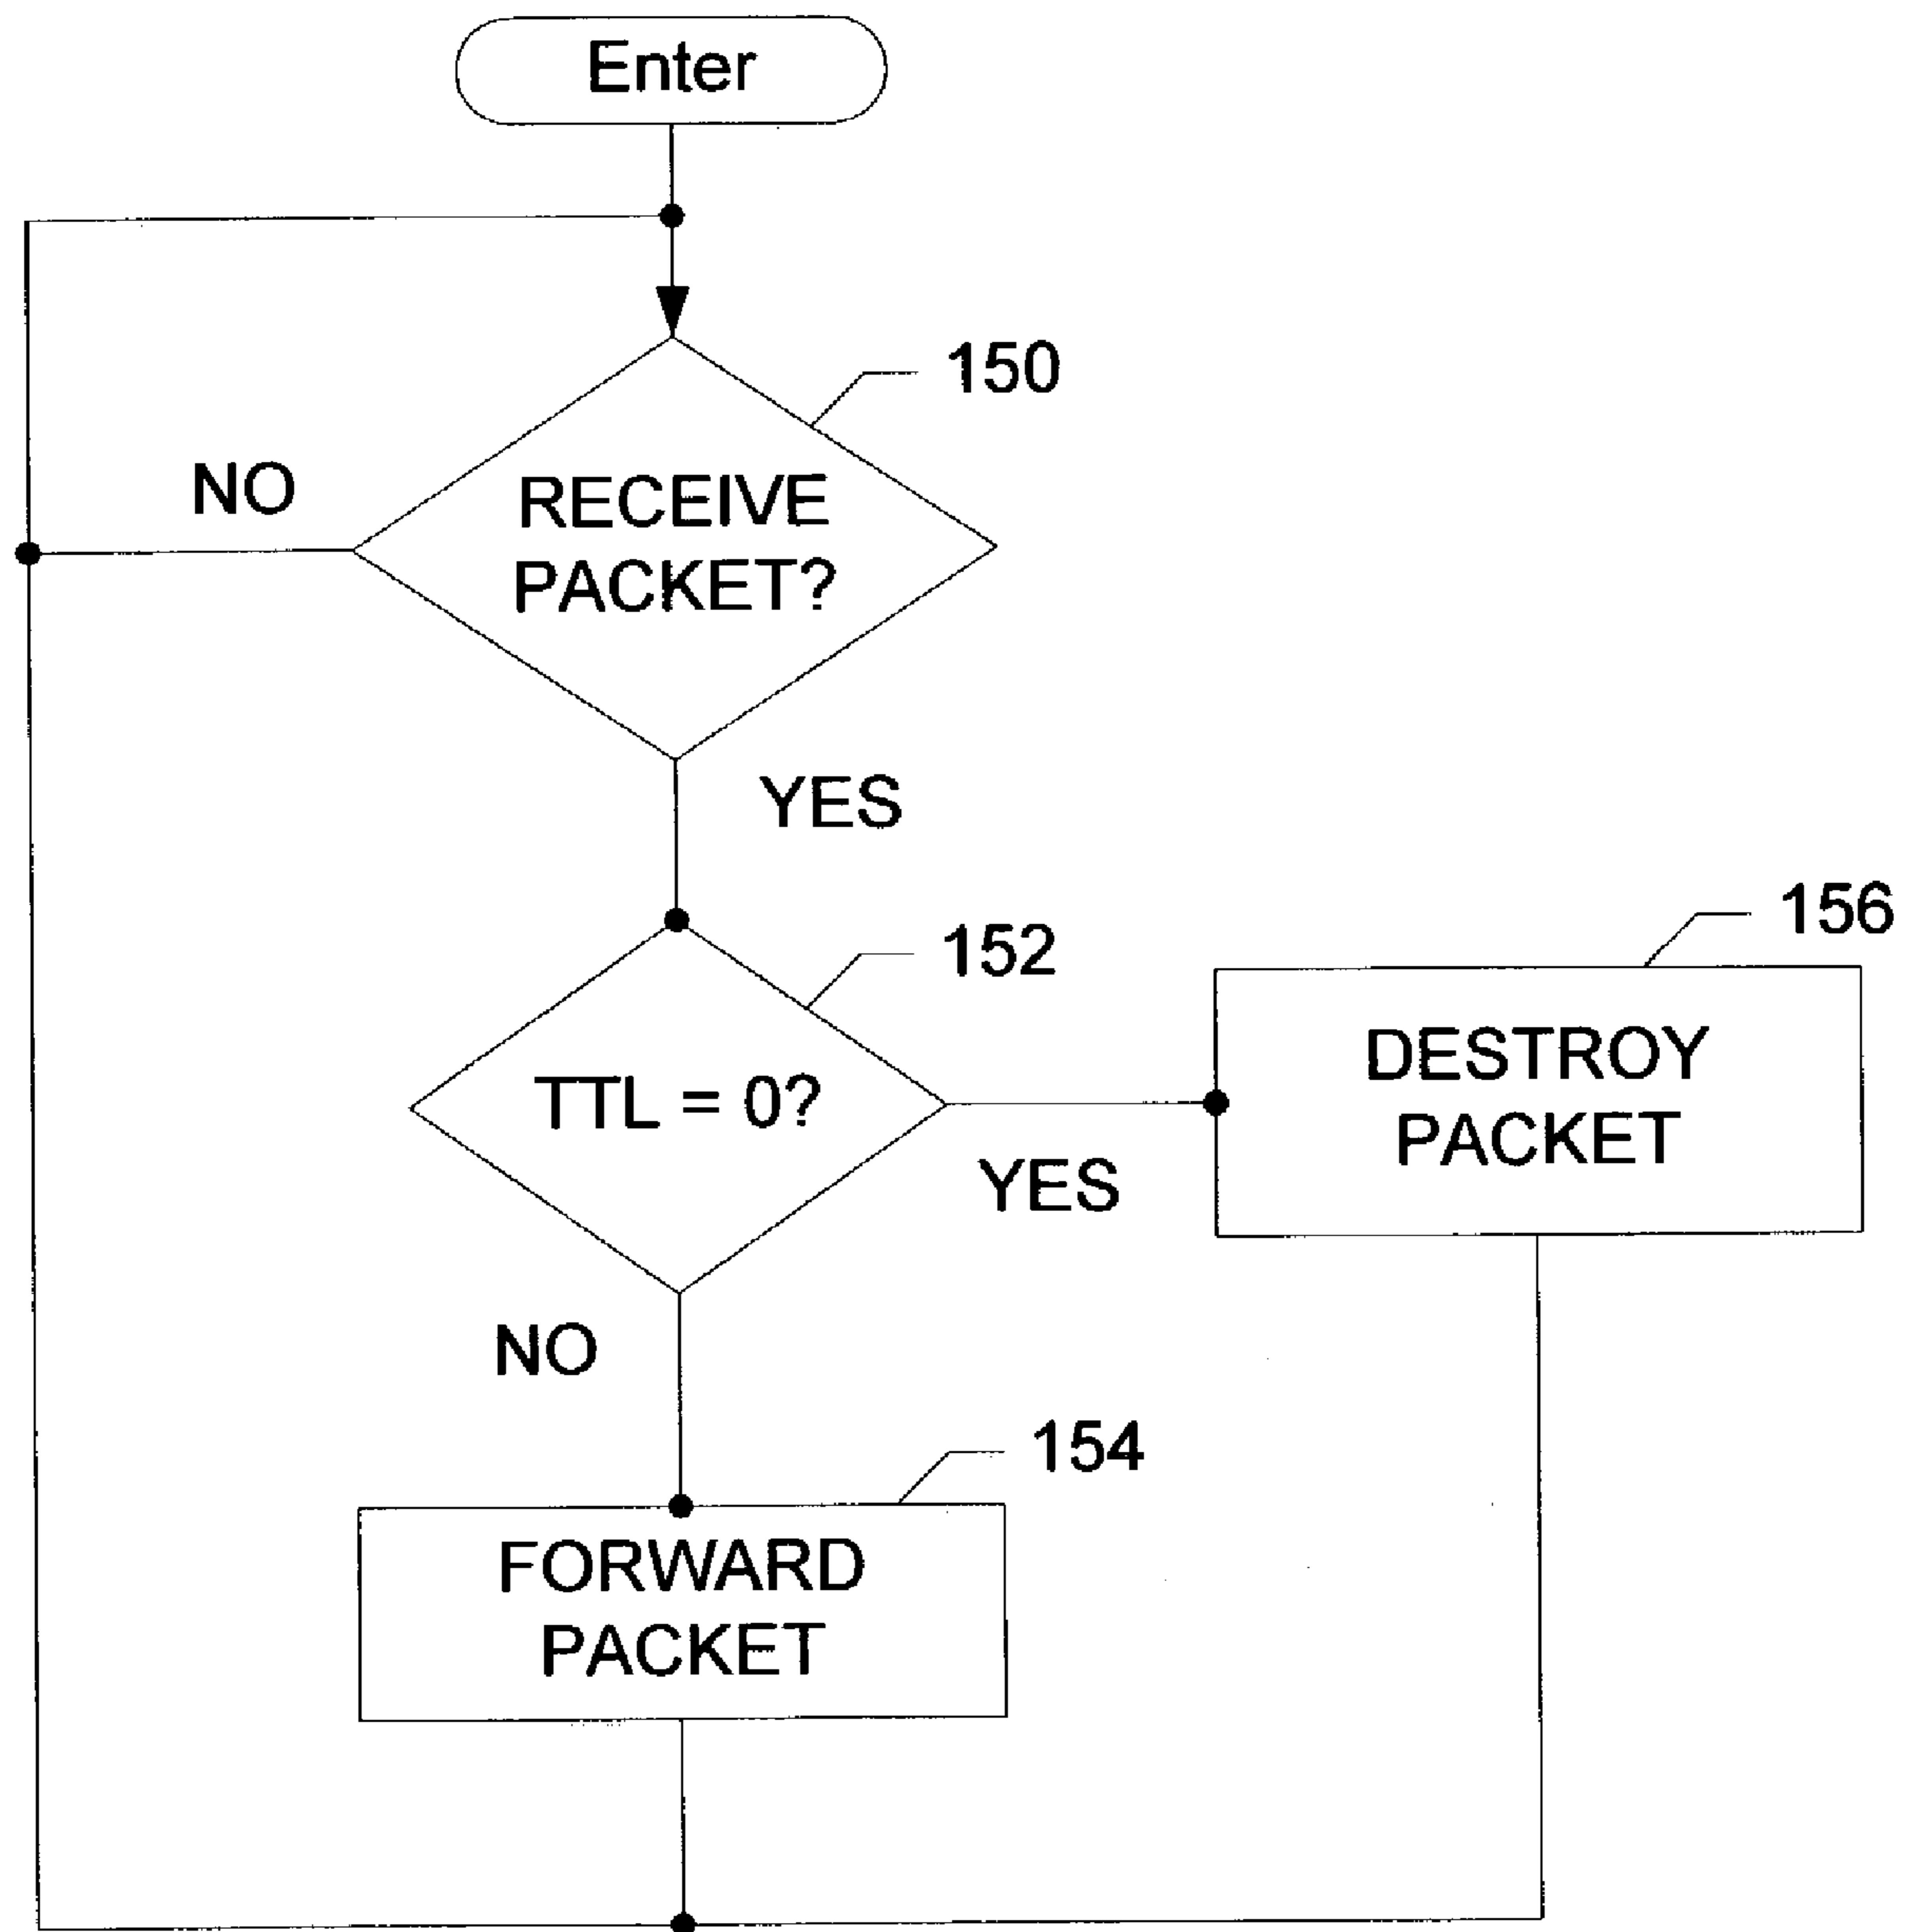 Enter
150
NO
RECEIVE
PACKET?
YES
152
156
TTL = 0?
DESTROY
PACKET
YES
NO
154
FORWARD
PACKET